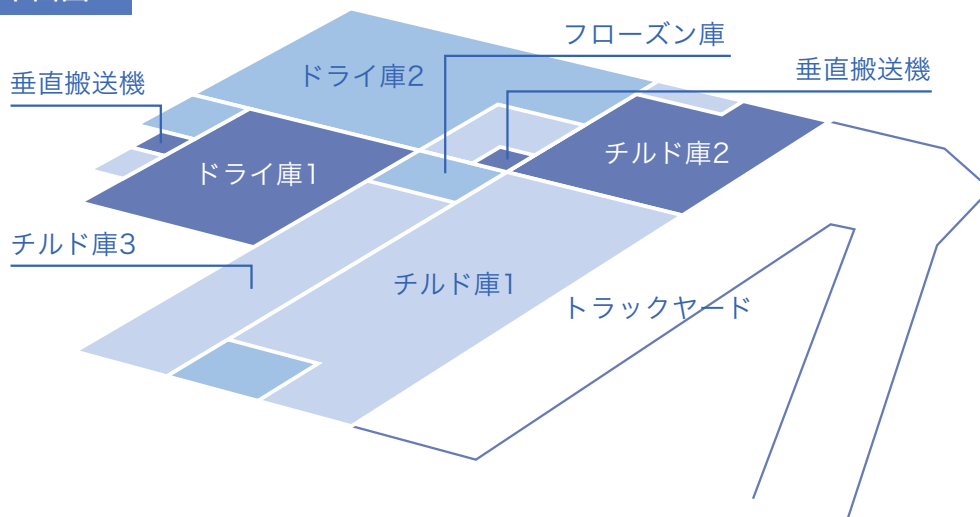 フローズン庫
垂直搬送機
ドライ庫2
垂直搬送機
チルド庫2
ドライ庫1
チルド庫3
チルド庫1
トラックヤード